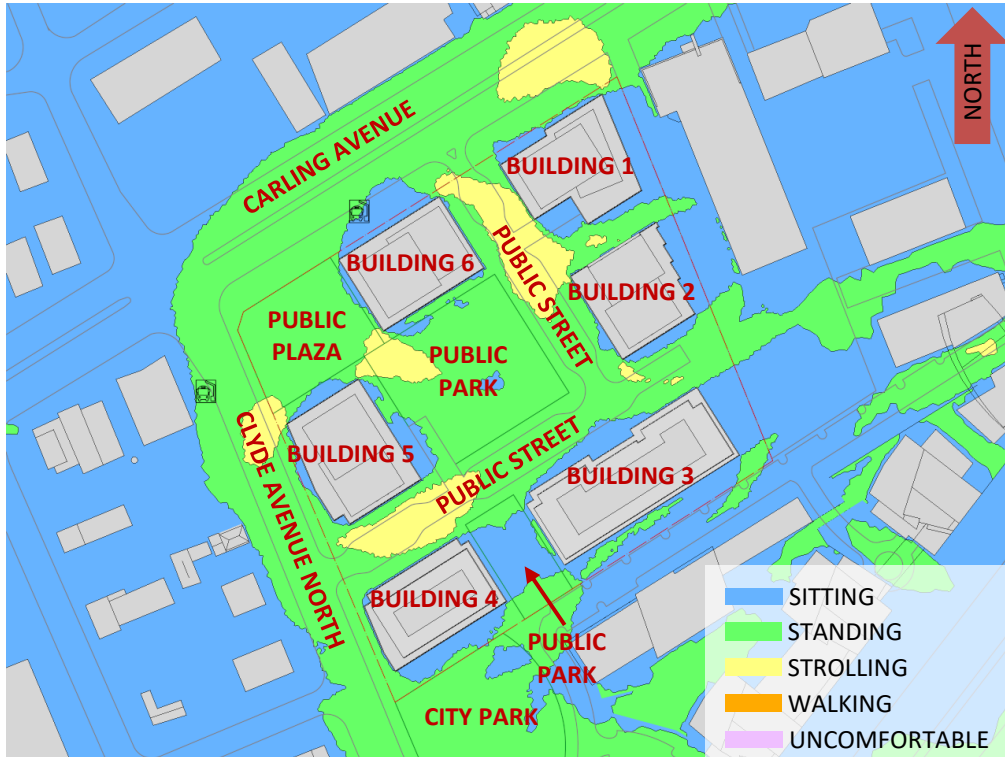 NORTH
CARLING AVENUE
BUILDING 1
BUILDING 6
PUBLIC STREET
BUILDING 2
PUBLIC
PLAZA
PUBLIC
PARK
CLYDE AVENUE NORTH
BUILDING 5
PUBLIC STREET
BUILDING 3
BUILDING 4
PUBLIC
PARK
CITY PARK
SITTING
STANDING
STROLLING
WALKING
UNCOMFORTABLE